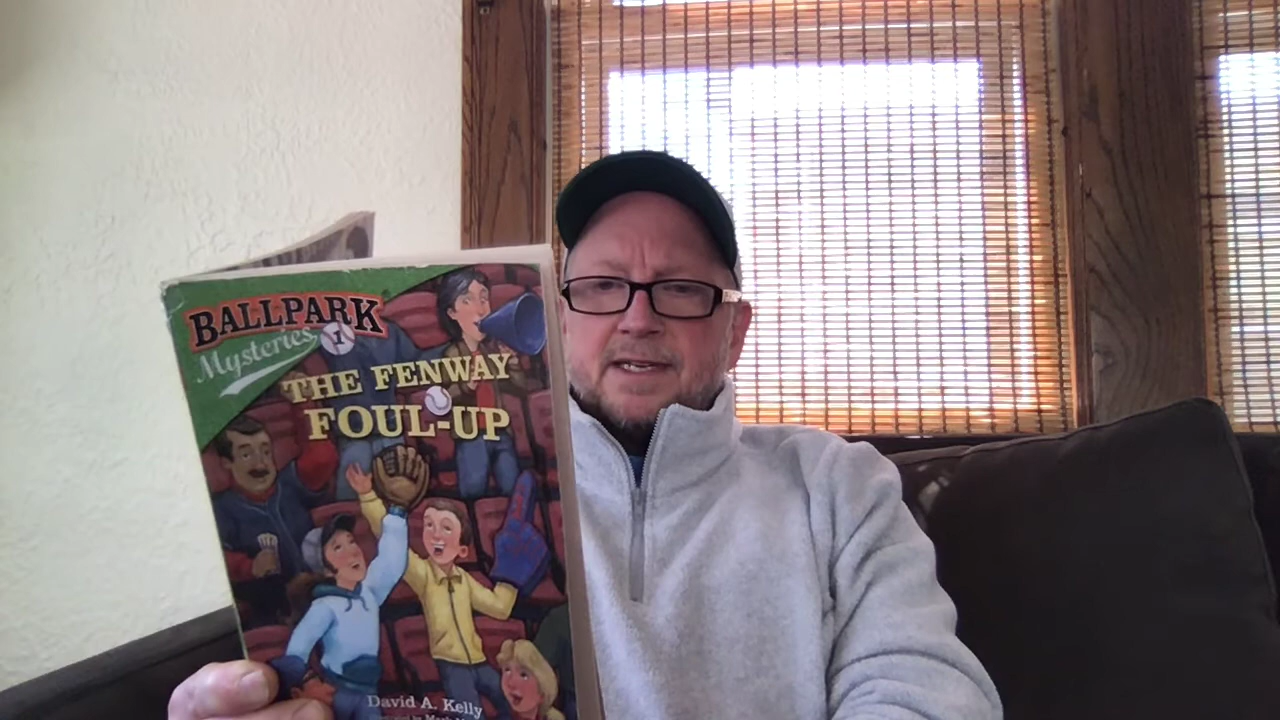 BALLPARK
Mysteries 1
THE FENWAY
FOUL-UP
David A. Kelly